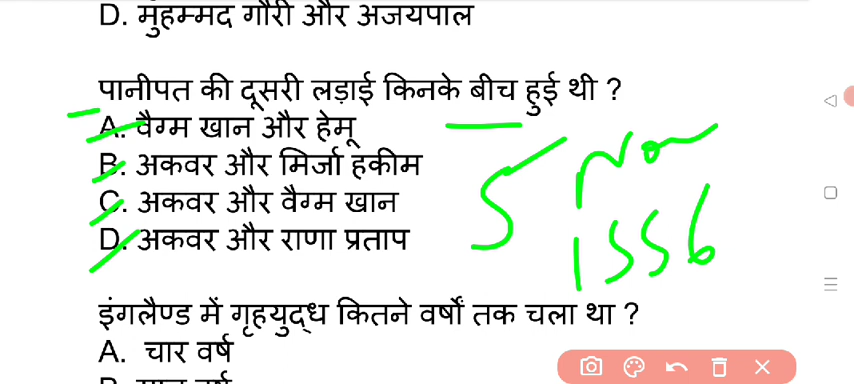 D. मुहम्मद गौरी और अजयपाल
पानीपत की दूसरी लड़ाई किनके बीच हुई थी ?
A. वैग्म खान और हेमू
B. अकवर और मिर्जा हकीम
C. अकवर और वैग्म खान
D. अकवर और राणा प्रताप
5 Nov
1556
इंगलैण्ड में गृहयुद्ध कितने वर्षों तक चला था ?
A. चार वर्ष